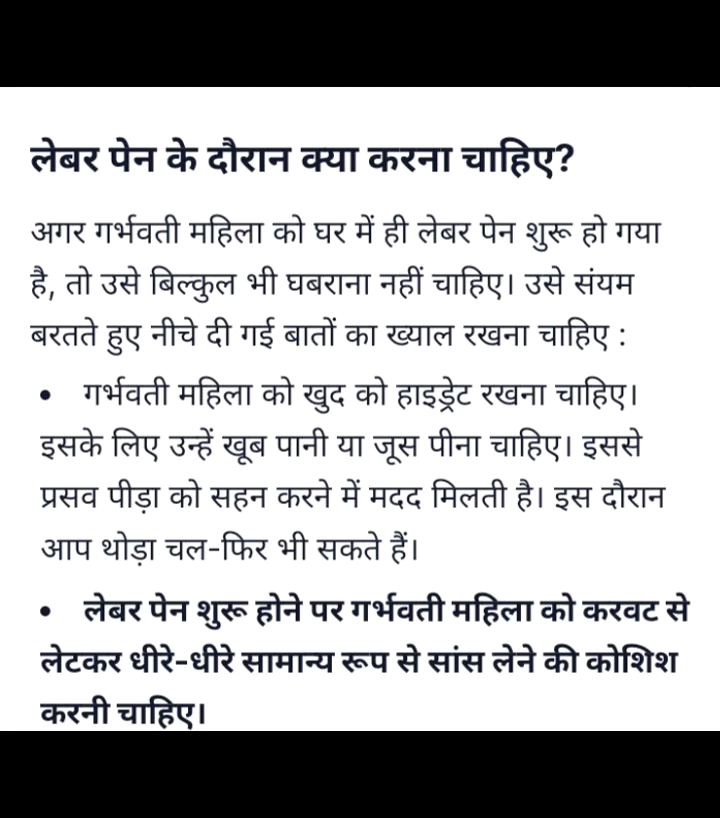 लेबर पेन के दौरान क्या करना चाहिए?
अगर गर्भवती महिला को घर में ही लेबर पेन शुरू हो गया
है, तो उसे बिल्कुल भी घबराना नहीं चाहिए। उसे संयम
बरतते हुए नीचे दी गई बातों का ख्याल रखना चाहिए :
• गर्भवती महिला को खुद को हाइड्रेट रखना चाहिए।
इसके लिए उन्हें खूब पानी या जूस पीना चाहिए। इससे
प्रसव पीड़ा को सहन करने में मदद मिलती है। इस दौरान
आप थोड़ा चल-फिर भी सकते हैं।
• लेबर पेन शुरू होने पर गर्भवती महिला को करवट से
लेटकर धीरे-धीरे सामान्य रूप से सांस लेने की कोशिश
करनी चाहिए।